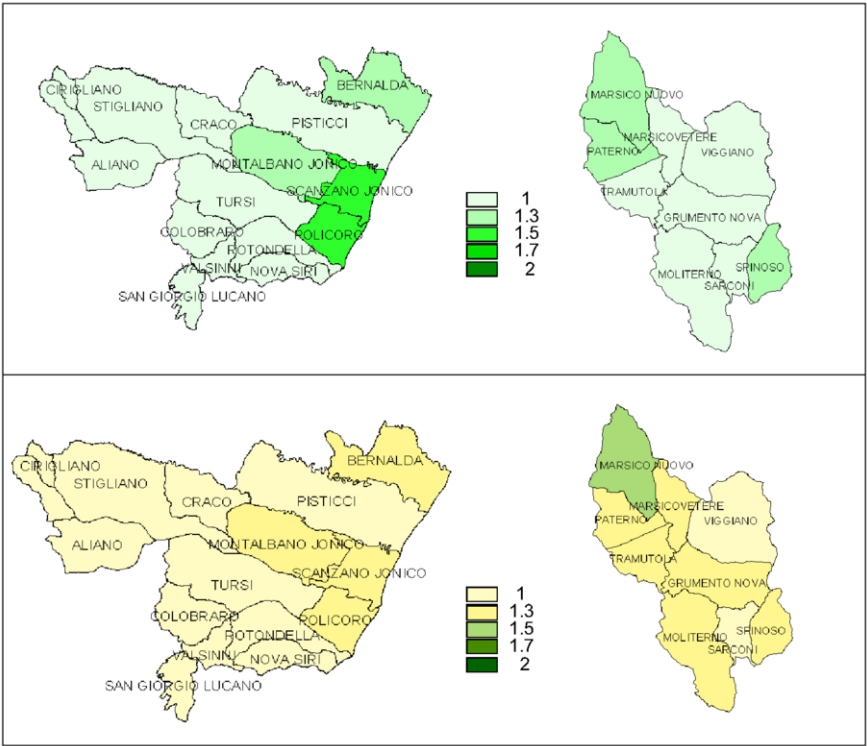 BERNALDA
CIRIGLIANO
STIGLIANO
CRACO
PISTICCI
ALIANO
MONTALBANO JONICO
SCANZANO JONICO
TURSI
COLOBRARO
POLICORO
ROTONDELLA
VALSINNI
NOVA SIRI
SAN GIORGIO LUCANO
1
1.3
1.5
1.7
2
MARSICO NUOVO
MARSICOVETERE
PATERNO
VIGGIANO
TRAMUTOLA
GRUMENTO NOVA
MOLITERNO
SPINOSO
SARCONI
BERNALDA
CIRIGLIANO
STIGLIANO
CRACO
PISTICCI
ALIANO
MONTALBANO JONICO
SCANZANO JONICO
TURSI
COLOBRARO
POLICORO
ROTONDELLA
VALSINNI
NOVA SIRI
SAN GIORGIO LUCANO
1
1.3
1.5
1.7
2
MARSICO NUOVO
MARSICOVETERE
PATERNO
VIGGIANO
TRAMUTOLA
GRUMENTO NOVA
MOLITERNO
SPINOSO
SARCONI